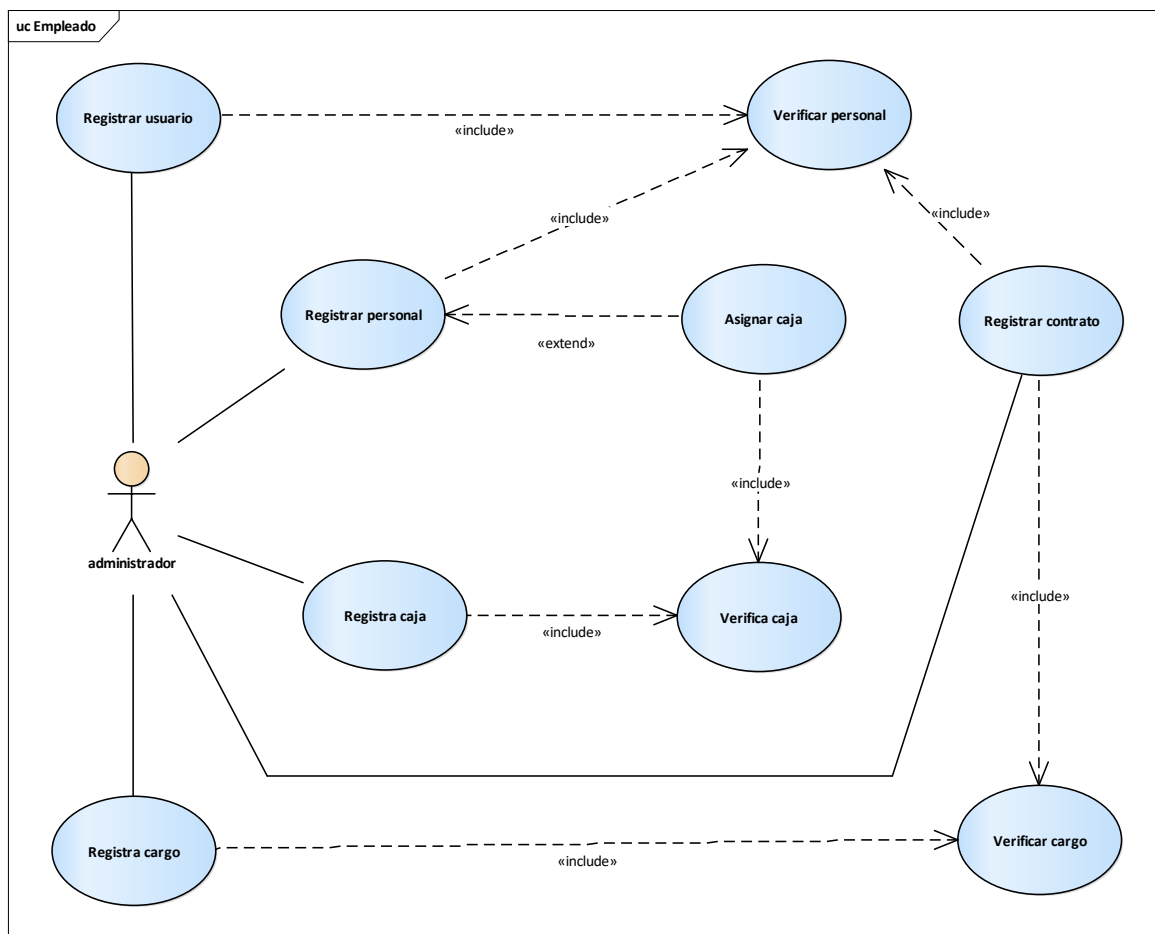 uc Empleado
Registrar usuario
«include»
Verificar personal
«include»
«include»
Registrar personal
«extend»
Asignar caja
Registrar contrato
«include»
administrador
Registra caja
«include»
Verifica caja
«include»
Registra cargo
«include»
Verificar cargo